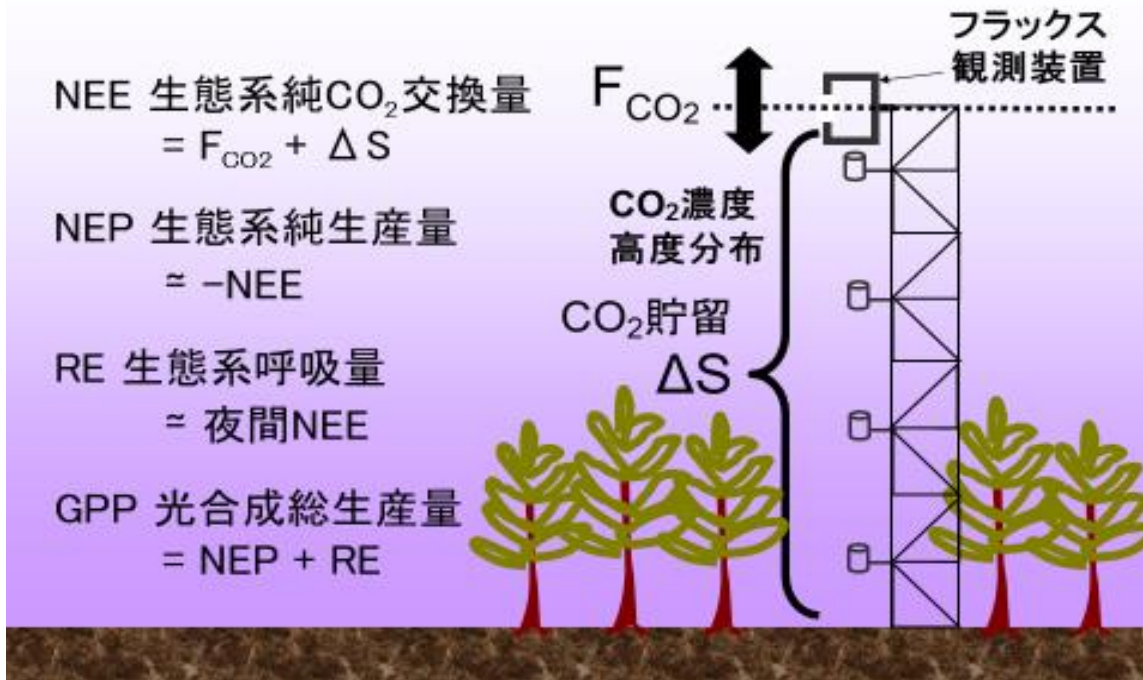 NEE 生態系純CO₂交換量
= F_CO2 + ΔS
NEP 生態系純生産量
≃ -NEE
RE 生態系呼吸量
≃ 夜間NEE
GPP 光合成総生産量
= NEP + RE
フラックス
観測装置
F_CO₂
CO₂濃度
高度分布
CO₂貯留
ΔS